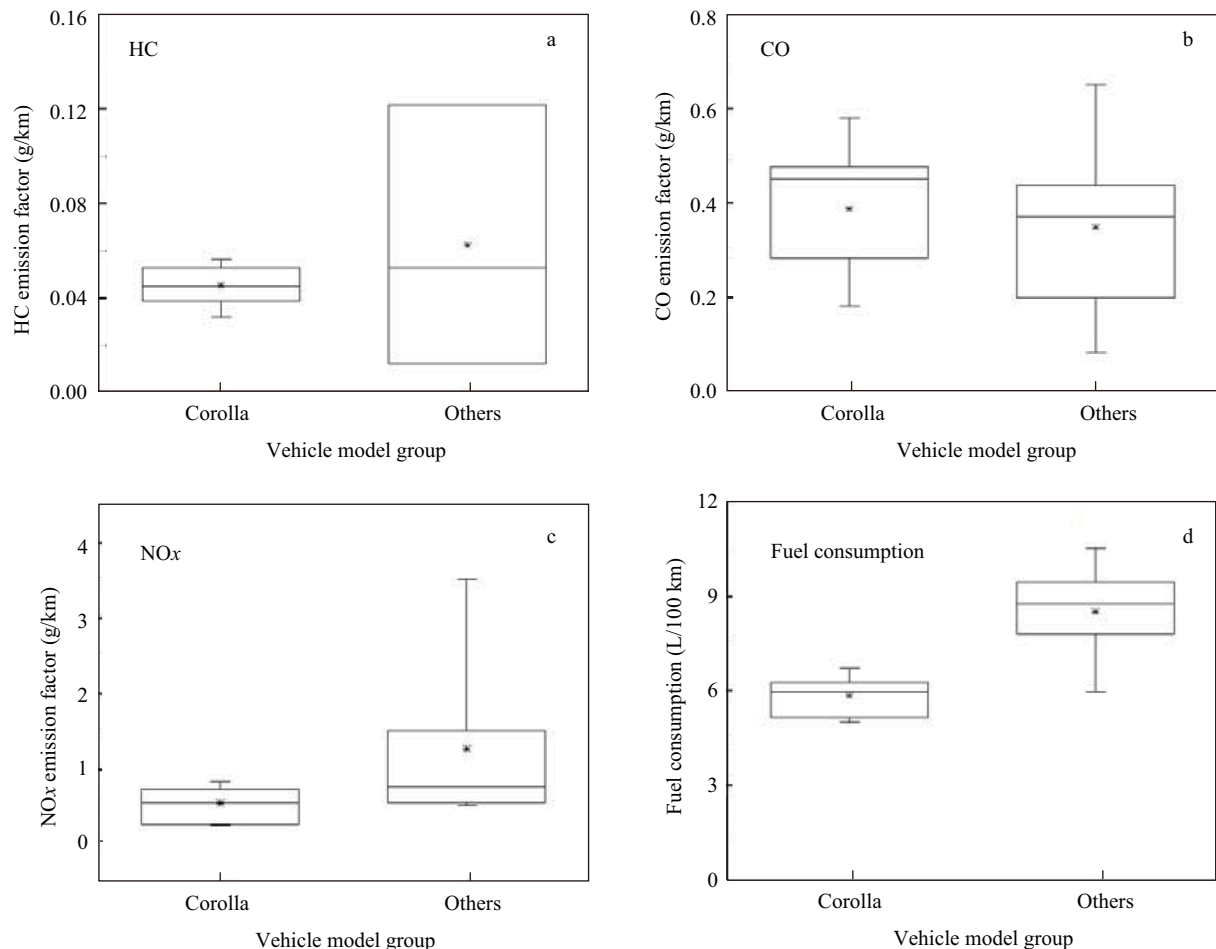 0.16
HC
a
0.12
0.08
0.04
0.00
HC emission factor (g/km)
Corolla
Others
Vehicle model group
0.8
CO
b
0.6
0.4
0.2
0.0
CO emission factor (g/km)
Corolla
Others
Vehicle model group
4
NOx
c
3
2
1
0
NOx emission factor (g/km)
Corolla
Others
Vehicle model group
12
Fuel consumption
d
9
6
3
0
Fuel consumption (L/100 km)
Corolla
Others
Vehicle model group